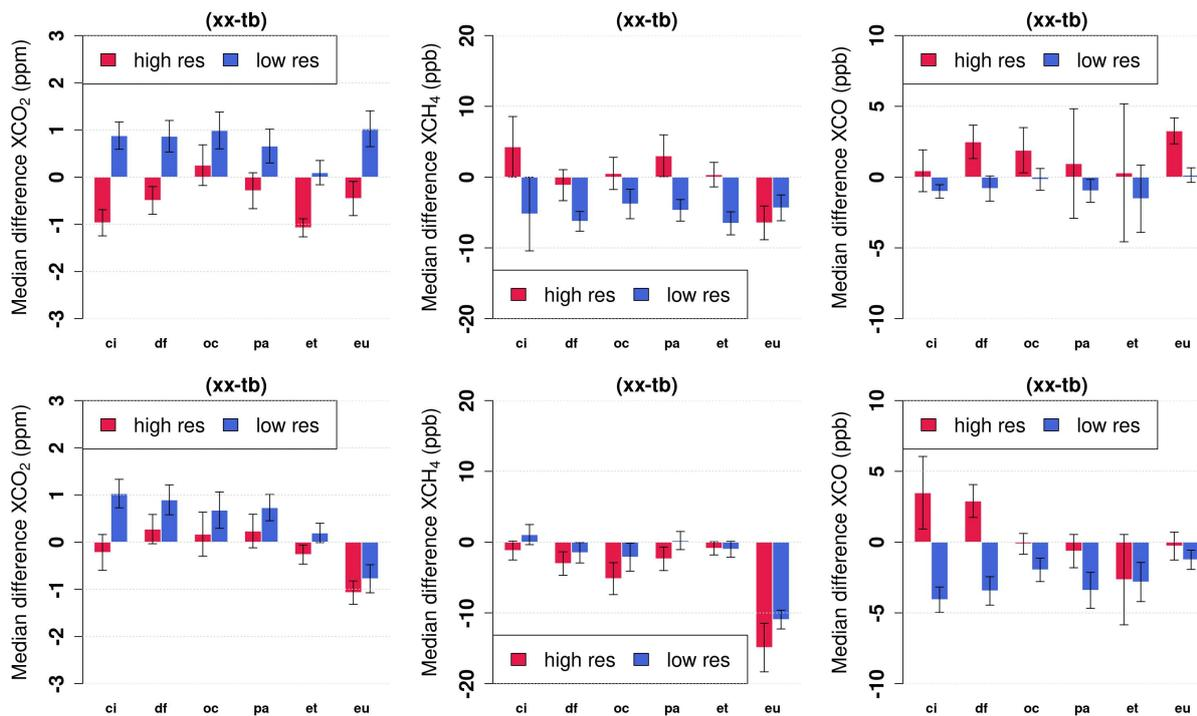 (xx-tb)
Median difference XCO₂ (ppm)
3
2
1
0
-1
-2
-3
high res low res
ci df oc pa et eu
(xx-tb)
Median difference XCH₄ (ppb)
20
10
0
-10
-20
high res low res
ci df oc pa et eu
(xx-tb)
Median difference XCO (ppb)
10
5
0
-5
-10
high res low res
ci df oc pa et eu
(xx-tb)
Median difference XCO₂ (ppm)
3
2
1
0
-1
-2
-3
high res low res
ci df oc pa et eu
(xx-tb)
Median difference XCH₄ (ppb)
20
10
0
-10
-20
high res low res
ci df oc pa et eu
(xx-tb)
Median difference XCO (ppb)
10
5
0
-5
-10
high res low res
ci df oc pa et eu